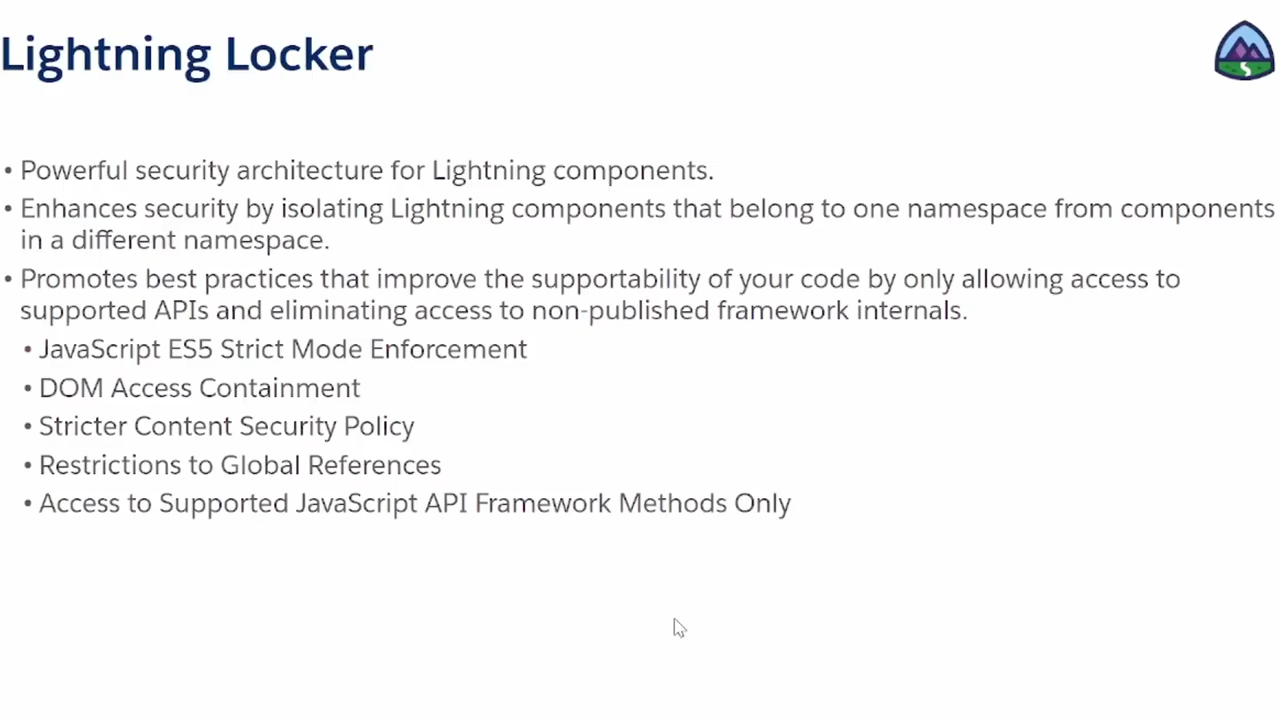 Lightning Locker
• Powerful security architecture for Lightning components.
• Enhances security by isolating Lightning components that belong to one namespace from components
in a different namespace.
• Promotes best practices that improve the supportability of your code by only allowing access to
supported APIs and eliminating access to non-published framework internals.
• JavaScript ES5 Strict Mode Enforcement
• DOM Access Containment
• Stricter Content Security Policy
• Restrictions to Global References
• Access to Supported JavaScript API Framework Methods Only